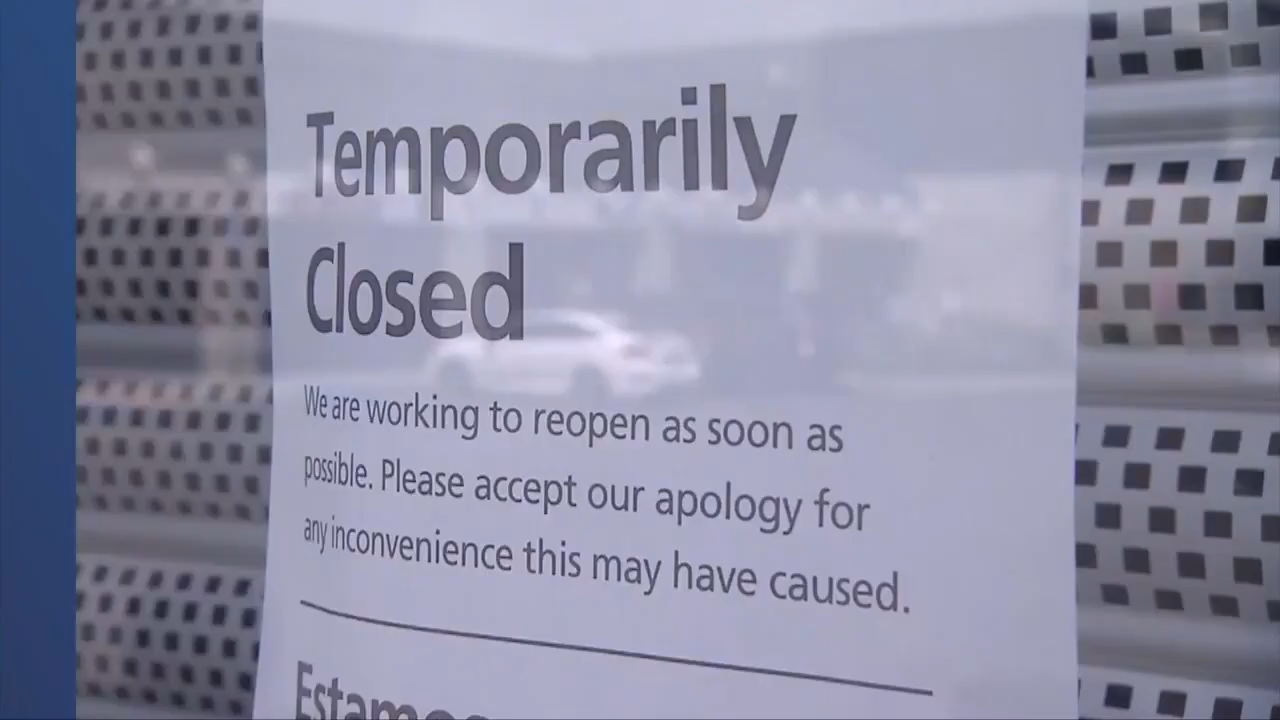 Temporarily
Closed
We are working to reopen as soon as
possible. Please accept our apology for
any inconvenience this may have caused.